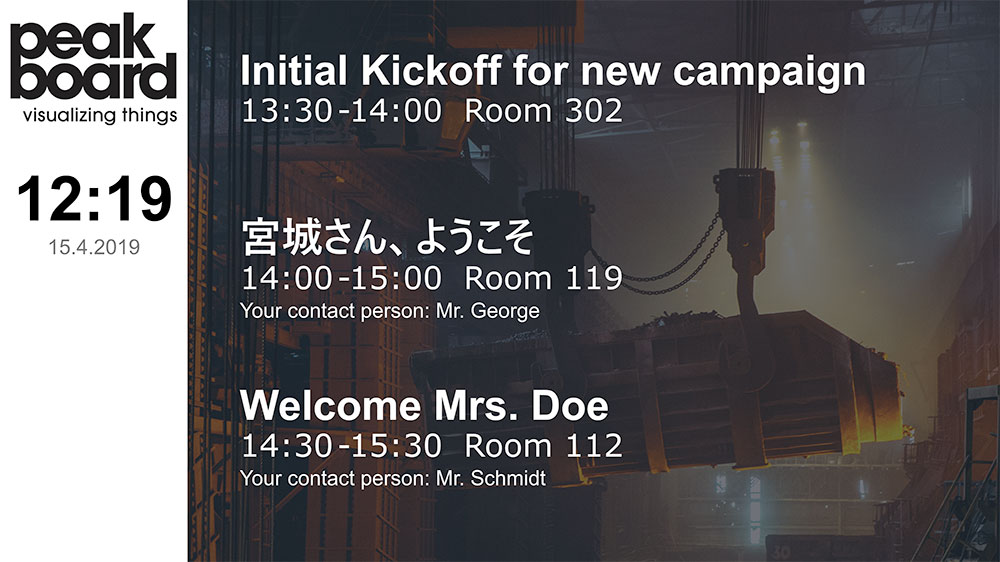 peak
board
visualizing things
12:19
15.4.2019
Initial Kickoff for new campaign
13:30-14:00 Room 302
宮城さん、ようこそ
14:00-15:00 Room 119
Your contact person: Mr. George
Welcome Mrs. Doe
14:30-15:30 Room 112
Your contact person: Mr. Schmidt